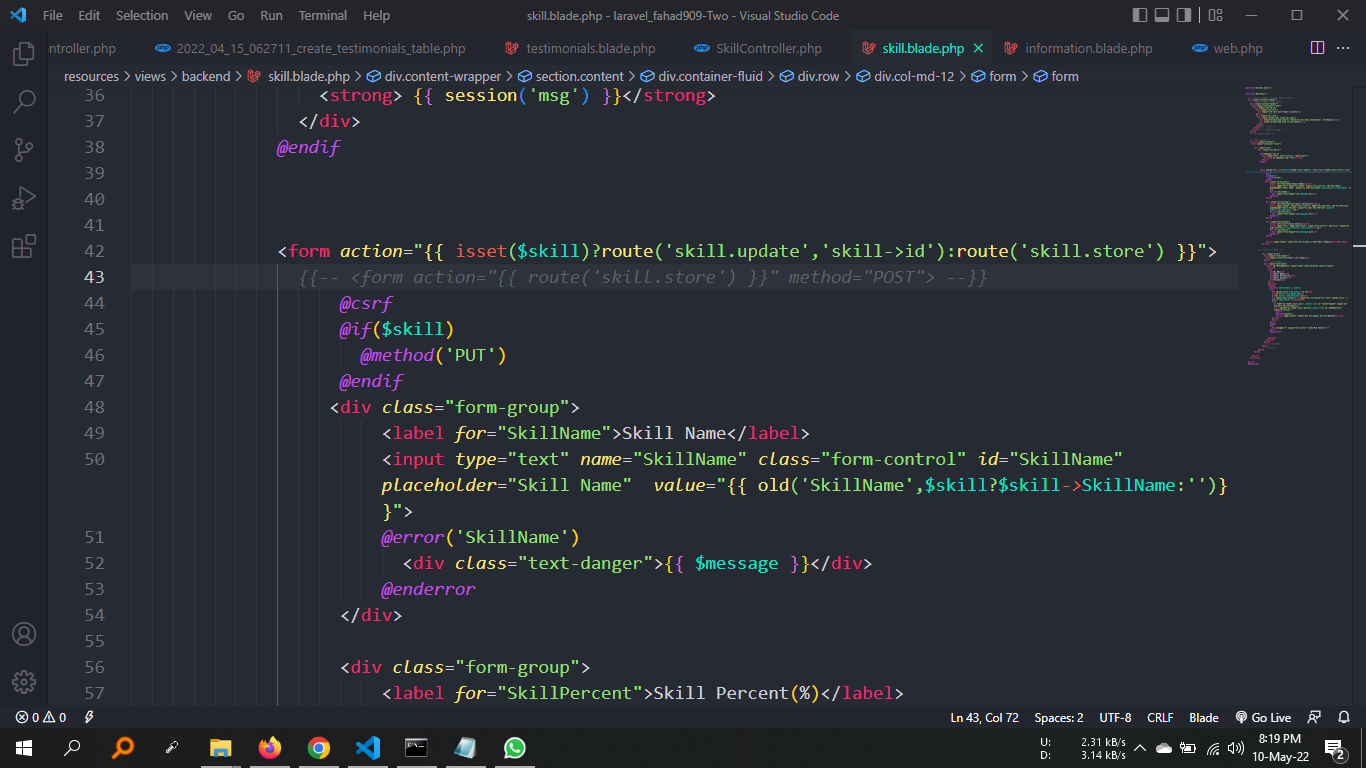 File Edit Selection View Go Run Terminal Help skill.blade.php - laravel_fahad909-Two - Visual Studio Code
ntroller.php 2022_04_15_062711_create_testimonials_table.php testimonials.blade.php SkillController.php skill.blade.php information.blade.php web.php
resources > views > backend > skill.blade.php > div.content-wrapper > section.content > div.container-fluid > div.row > div.col-md-12 > form > form
36 <strong> {{ session('msg') }}</strong>
37 </div>
38 @endif
39
40
41
42 <form action="{{ isset($skill)?route('skill.update','skill->id'):route('skill.store') }}">
43 {{-- <form action="{{ route('skill.store') }}" method="POST"> --}}
44 @csrf
45 @if($skill)
46 @method('PUT')
47 @endif
48 <div class="form-group">
49 <label for="SkillName">Skill Name</label>
50 <input type="text" name="SkillName" class="form-control" id="SkillName"
placeholder="Skill Name"  value="{{ old('SkillName',$skill?$skill->SkillName:'')}
}">
51 @error('SkillName')
52 <div class="text-danger">{{ $message }}</div>
53 @enderror
54 </div>
55
56 <div class="form-group">
57 <label for="SkillPercent">Skill Percent(%)</label>
0 0 Ln 43, Col 72 Spaces: 2 UTF-8 CRLF Blade Go Live
U: 2.31 kB/s
D: 3.14 kB/s
8:19 PM
10-May-22
2